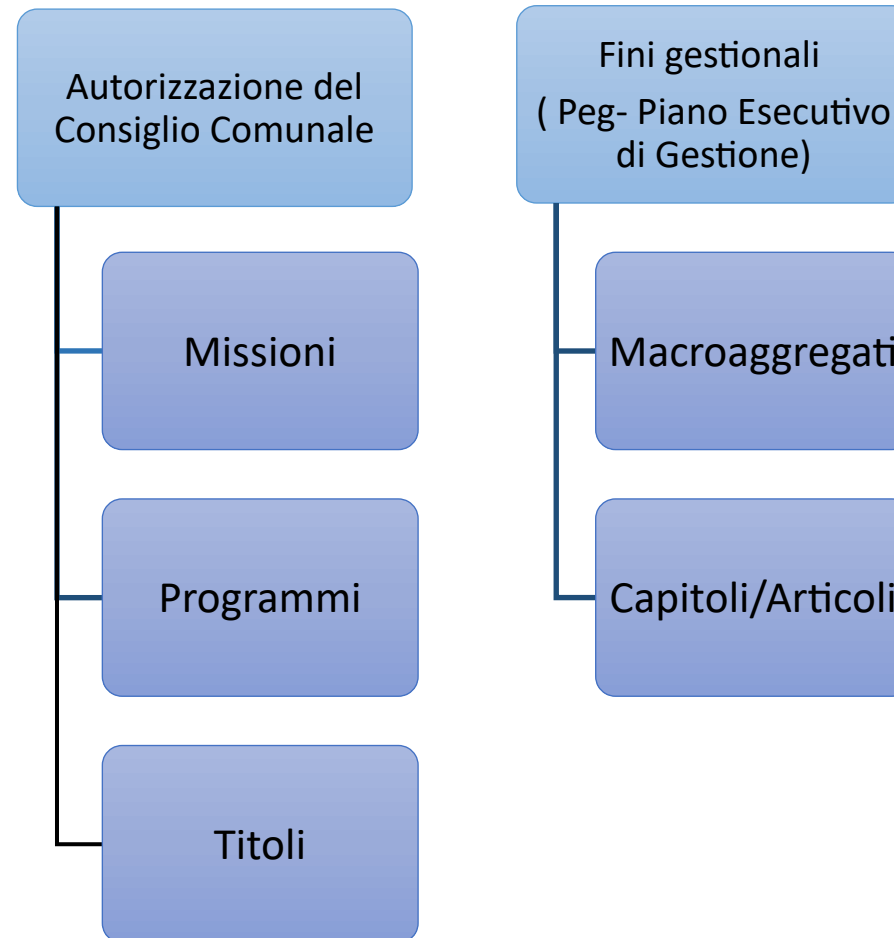 Autorizzazione del
Consiglio Comunale
Missioni
Programmi
Titoli
Fini gestionali
( Peg- Piano Esecutivo
di Gestione)
Macroaggregati
Capitoli/Articoli